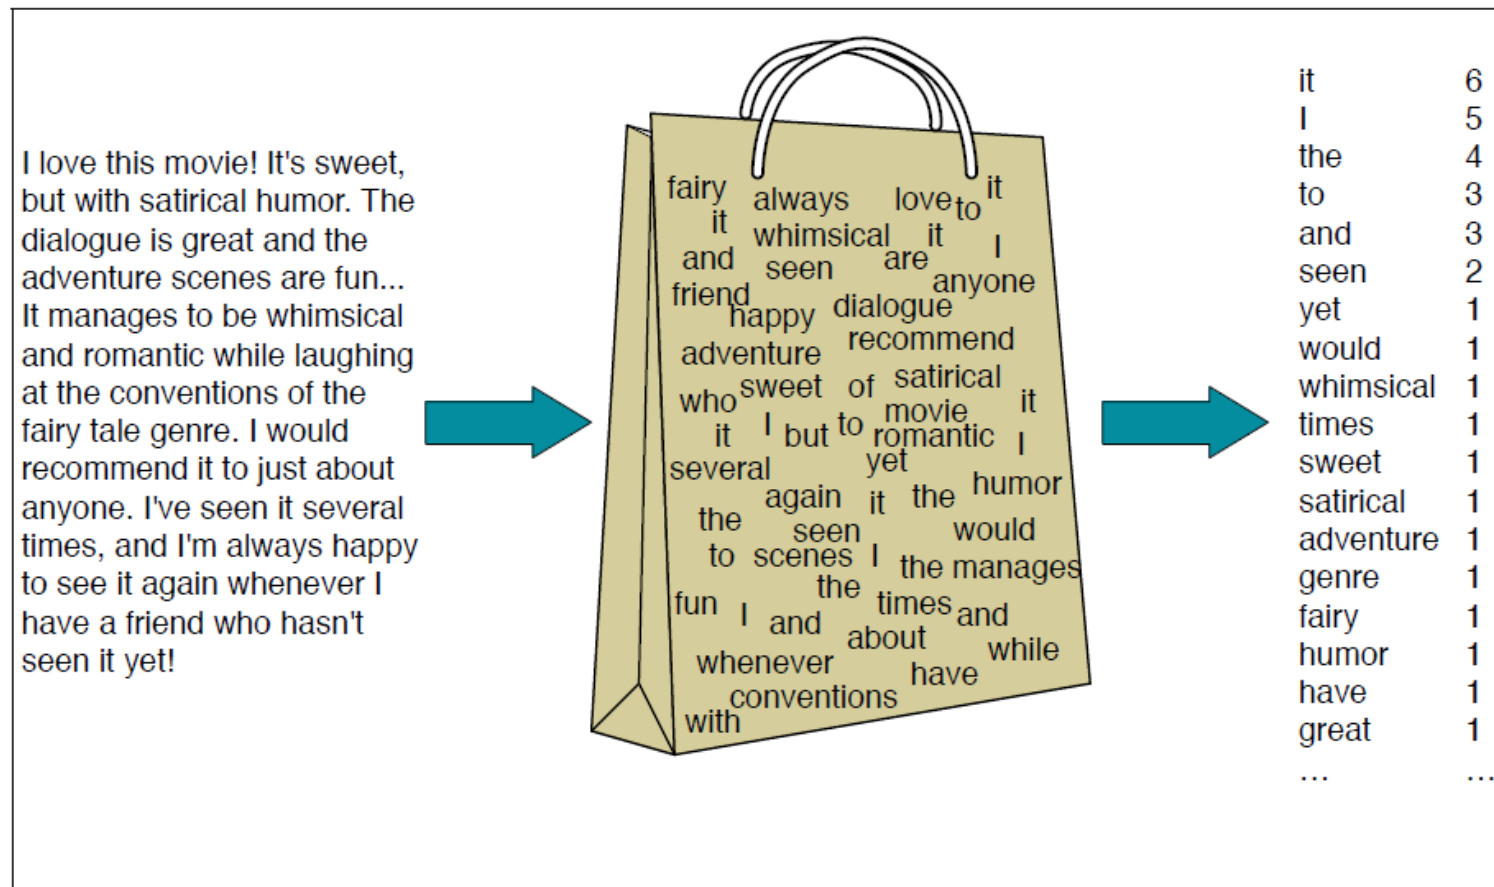 I love this movie! It's sweet,
but with satirical humor. The
dialogue is great and the
adventure scenes are fun...
It manages to be whimsical
and romantic while laughing
at the conventions of the
fairy tale genre. I would
recommend it to just about
anyone. I've seen it several
times, and I'm always happy
to see it again whenever I
have a friend who hasn't
seen it yet!
fairy always love to it
it whimsical it I
and seen are anyone
friend happy dialogue
adventure recommend
who sweet of satirical
it I but to movie it
romantic I
several yet
again it the humor
the seen would
to scenes I the manages
the
fun I and times and
about while
whenever have
conventions
with
it 6
I 5
the 4
to 3
and 3
seen 2
yet 1
would 1
whimsical 1
times 1
sweet 1
satirical 1
adventure 1
genre 1
fairy 1
humor 1
have 1
great 1
... ...